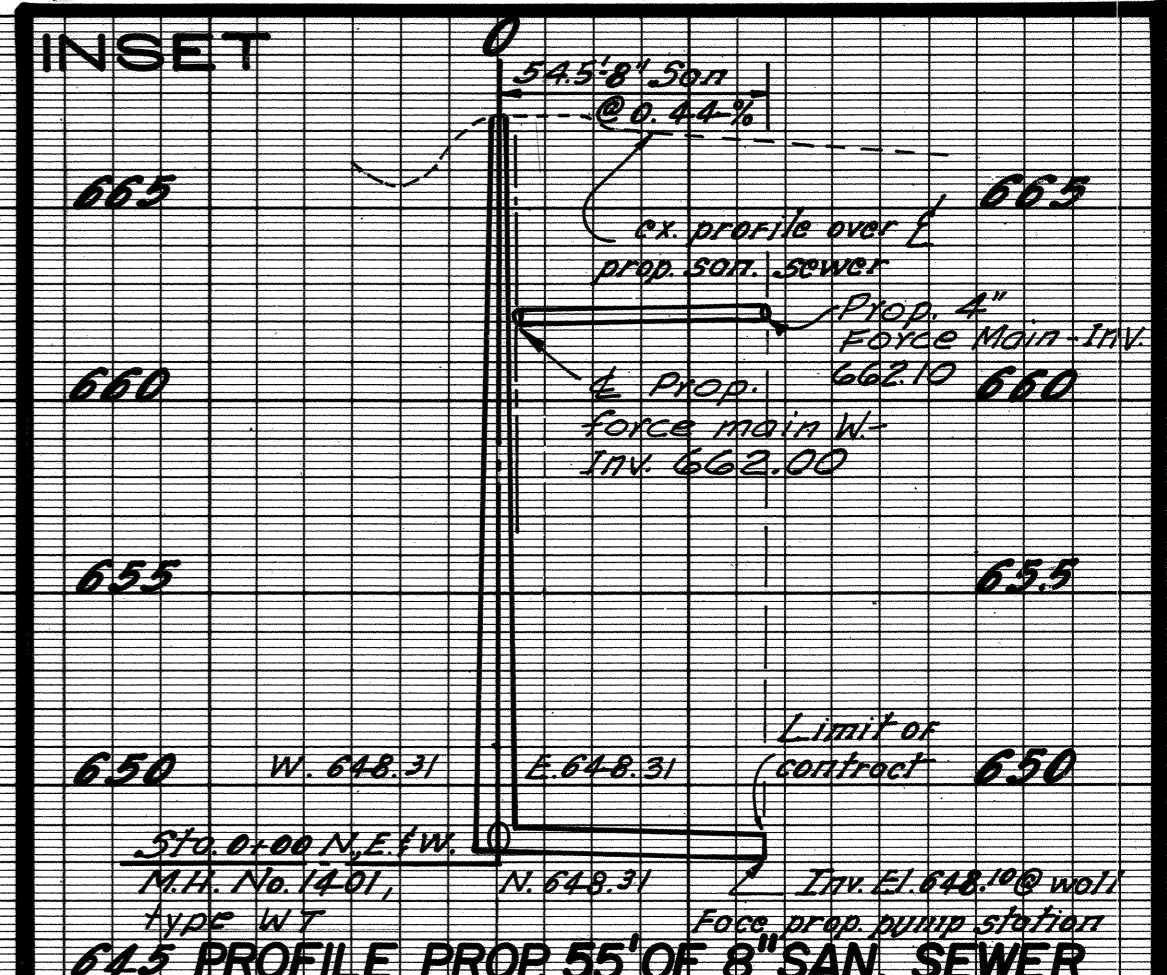 INSET
0
54.5'-8" San
@ 0.44%
665
665
ex. profile over ℄
prop. san. sewer
Prop. 4"
Force Main-Inv.
662.10
660
660
℄ Prop.
force main W.-
Inv. 662.00
655
655
Limit of
contract
650
W. 648.31
E. 648.31
650
Sta. 0+00 N., E. & W.
M.H. No. 1401,
type WT
N. 648.31
Inv. El. 648.10 @ wall
Face prop. pump station
645
PROFILE PROP. 55' OF 8" SAN. SEWER